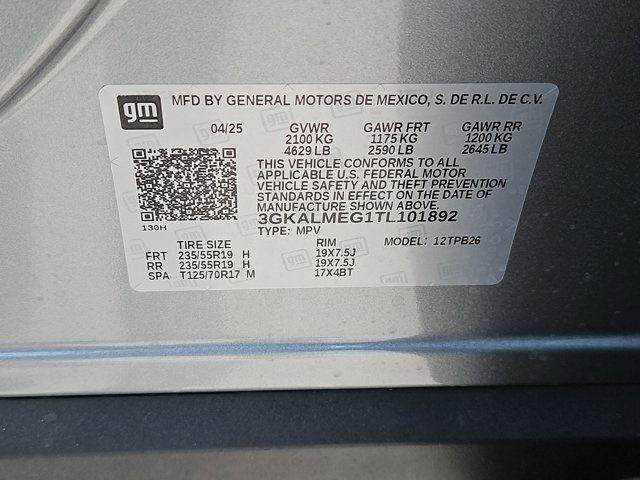 gm MFD BY GENERAL MOTORS DE MEXICO, S. DE R.L. DE C.V.
04/25 GVWR GAWR FRT GAWR RR
2100 KG 1175 KG 1200 KG
4629 LB 2590 LB 2645 LB
THIS VEHICLE CONFORMS TO ALL
APPLICABLE U.S. FEDERAL MOTOR
VEHICLE SAFETY AND THEFT PREVENTION
STANDARDS IN EFFECT ON THE DATE OF
MANUFACTURE SHOWN ABOVE.
3GKALMEG1TL101892
130H TYPE: MPV MODEL: 12TPB26
TIRE SIZE RIM
FRT 235/55R19 H 19X7.5J
RR 235/55R19 H 19X7.5J
SPA T125/70R17 M 17X4BT